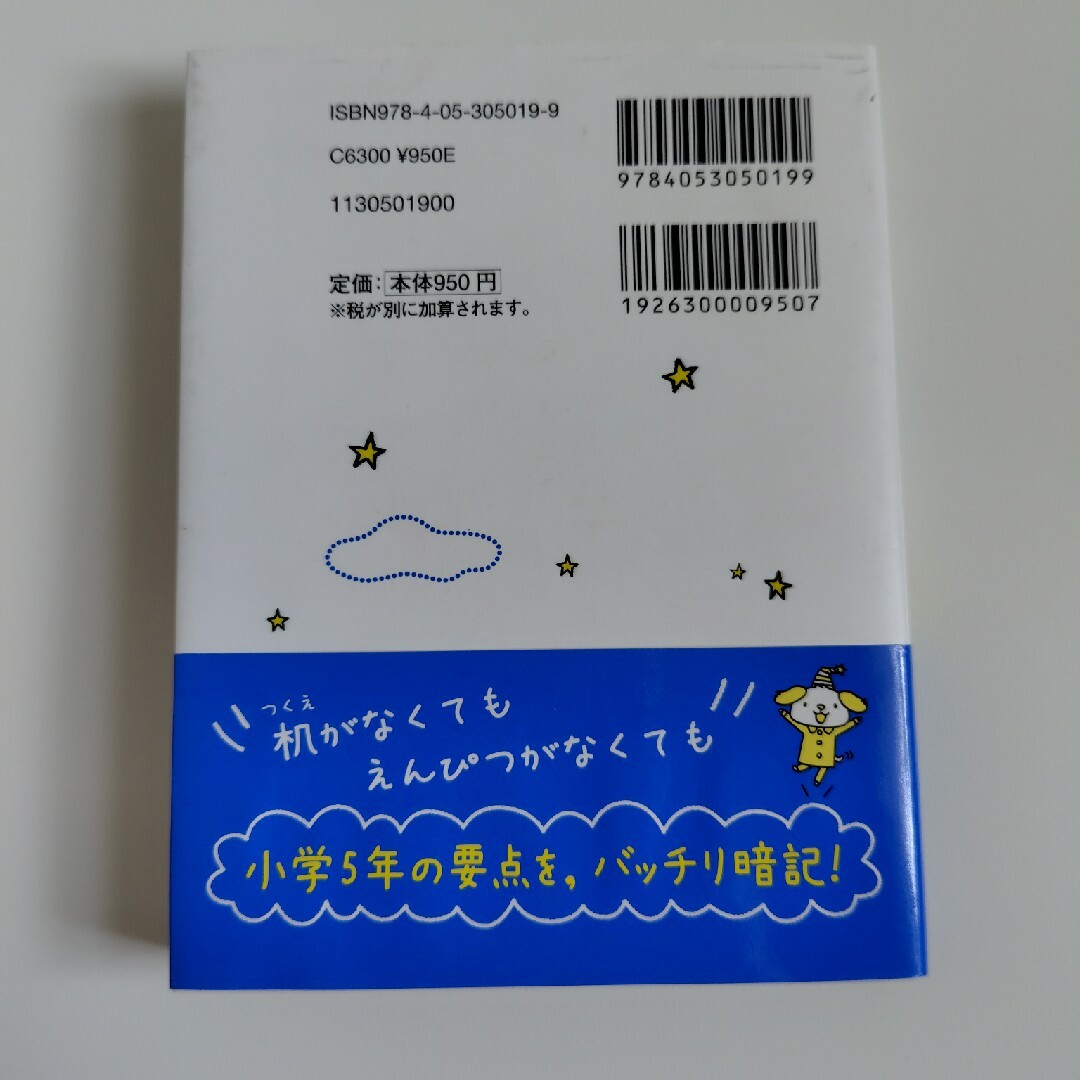 ISBN978-4-05-305019-9
C6300 ¥950E
1130501900
定価：本体950円
※税が別に加算されます。
9784053050199
1926300009507
つくえ
机がなくても
えんぴつがなくても
小学5年の要点を，バッチリ暗記！